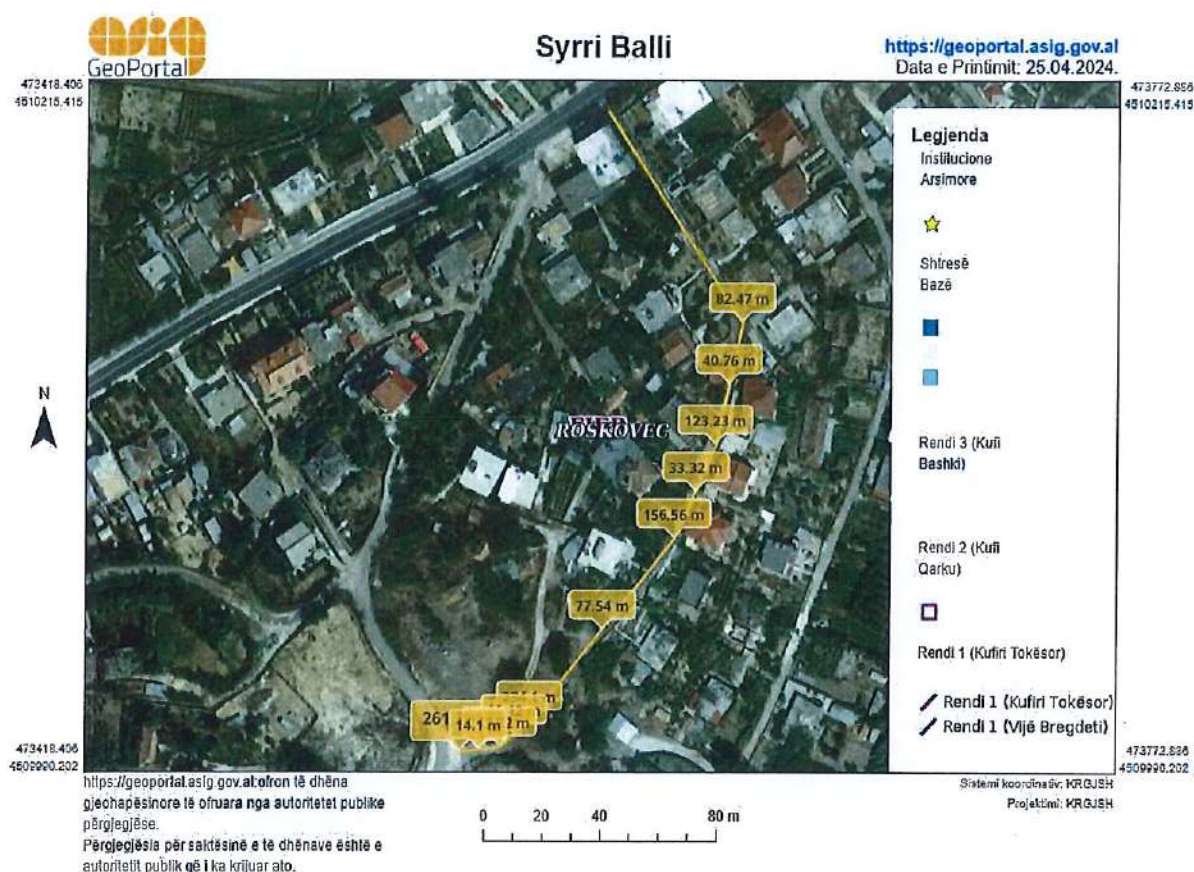 asig
GeoPortal
Syrri Balli
https://geoportal.asig.gov.al
Data e Printimit: 25.04.2024.
473418.406
4510215.415
473772.886
4510215.415
Legjenda
Institucione
Arsimore
Shtresë
Bazë
Rendi 3 (Kufi
Bashki)
Rendi 2 (Kufi
Qarku)
Rendi 1 (Kufiri Tokësor)
Rendi 1 (Kufiri Tokësor)
Rendi 1 (Vijë Bregdeti)
82.47 m
40.76 m
123.23 m
FIER
ROSKOVEC
33.32 m
156.56 m
77.54 m
261
14.1 m
2 m
N
473418.406
4509990.202
473772.886
4509990.202
https://geoportal.asig.gov.al:ofron të dhëna
gjeohapësinore të ofruara nga autoritetet publike
përgjegjëse.
Përgjegjësia për saktësinë e të dhënave është e
autoritetit publik që i ka krijuar ato.
0 20 40 80 m
Sistemi koordinativ: KRGJSH
Projektimi: KRGJSH